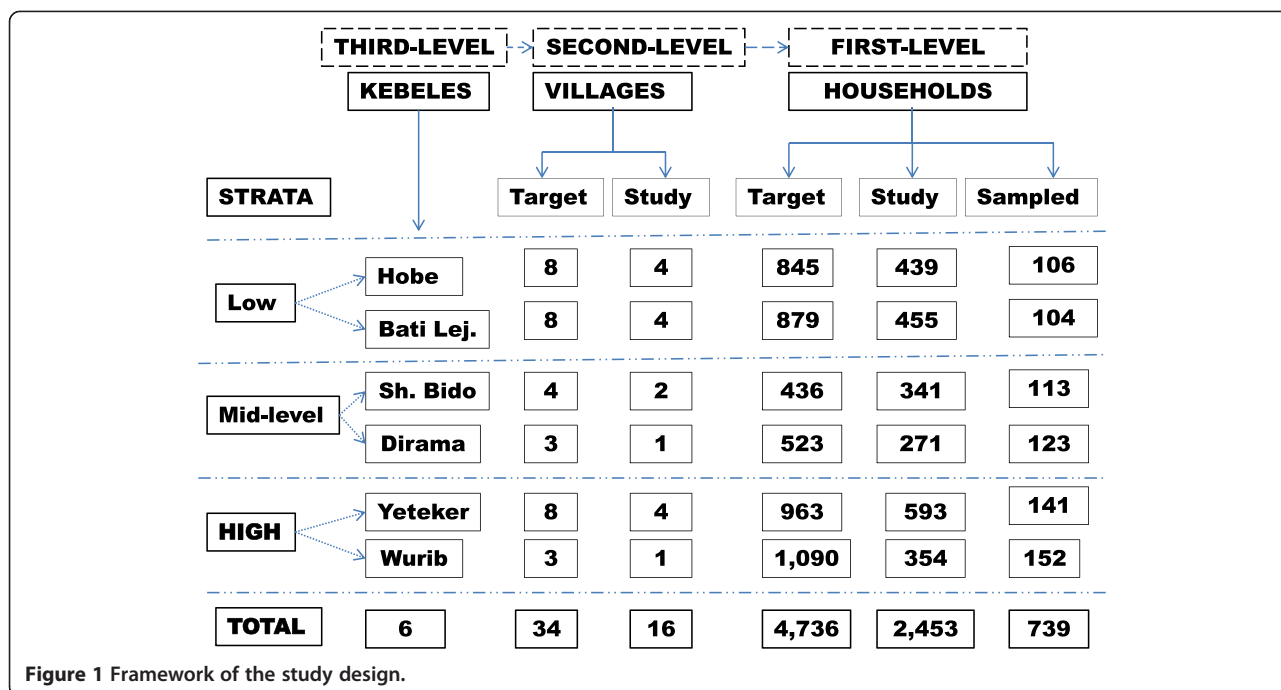 THIRD-LEVEL SECOND-LEVEL FIRST-LEVEL
KEBELES VILLAGES HOUSEHOLDS
STRATA Target Study Target Study Sampled
Low
Hobe 8 4 845 439 106
Bati Lej. 8 4 879 455 104
Mid-level
Sh. Bido 4 2 436 341 113
Dirama 3 1 523 271 123
HIGH
Yeteker 8 4 963 593 141
Wurib 3 1 1,090 354 152
TOTAL 6 34 16 4,736 2,453 739
Figure 1 Framework of the study design.